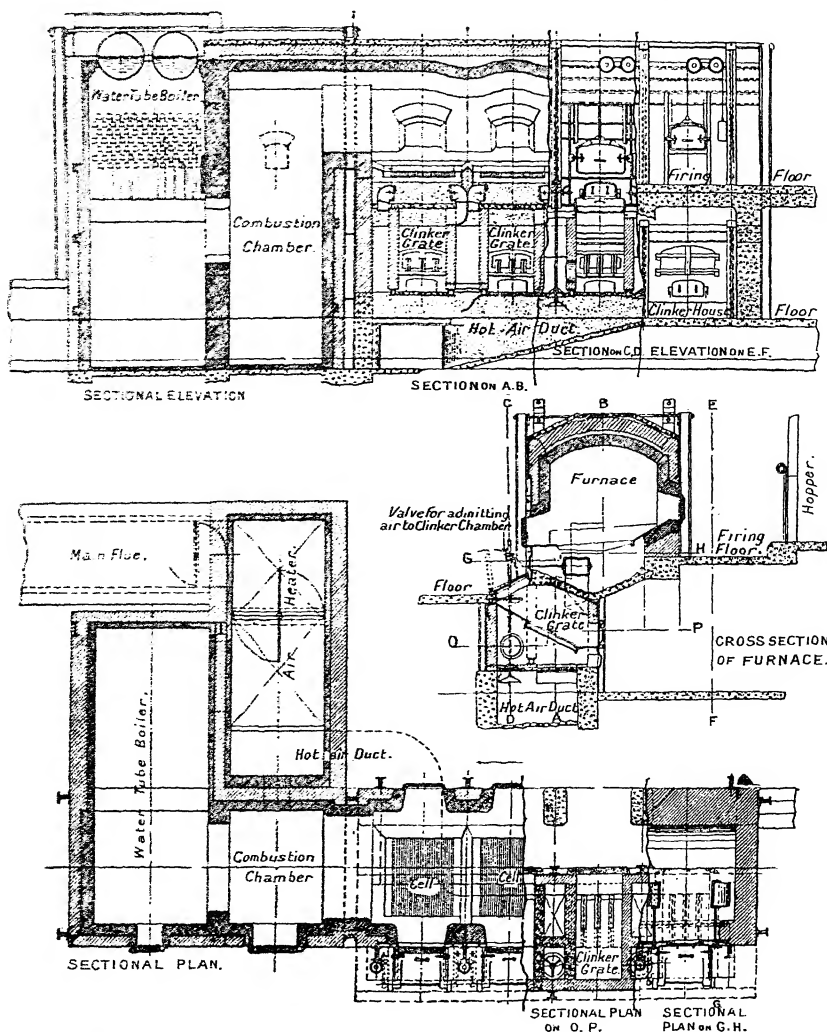 Water Tube Boiler
Combustion
Chamber.
Clinker
Grate
Clinker
Grate
Firing
Floor
Clinker House
Floor
Hot-Air Duct
SECTION ON C.D. ELEVATION ON E.F.
SECTION ON A.B.
SECTIONAL ELEVATION
C
B
E
Furnace
Hopper.
Valve for admitting
air to Clinker Chamber
G
H
Firing
Floor.
Floor
Clinker
Grate
O
P
CROSS SECTION
OF FURNACE.
Hot Air Duct
D
A
F
Main Flue.
Air Heater.
Hot air Duct.
Water Tube Boiler.
Combustion
Chamber
Cell
Cell
Clinker
Grate
SECTIONAL PLAN.
SECTIONAL PLAN
ON O. P.
SECTIONAL
PLAN ON G.H.